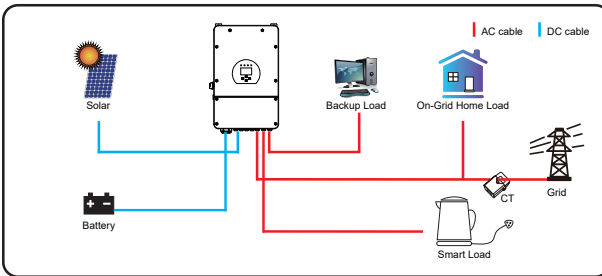 AC cable
DC cable
Solar
Backup Load
On-Grid Home Load
CT
Grid
Battery
Smart Load